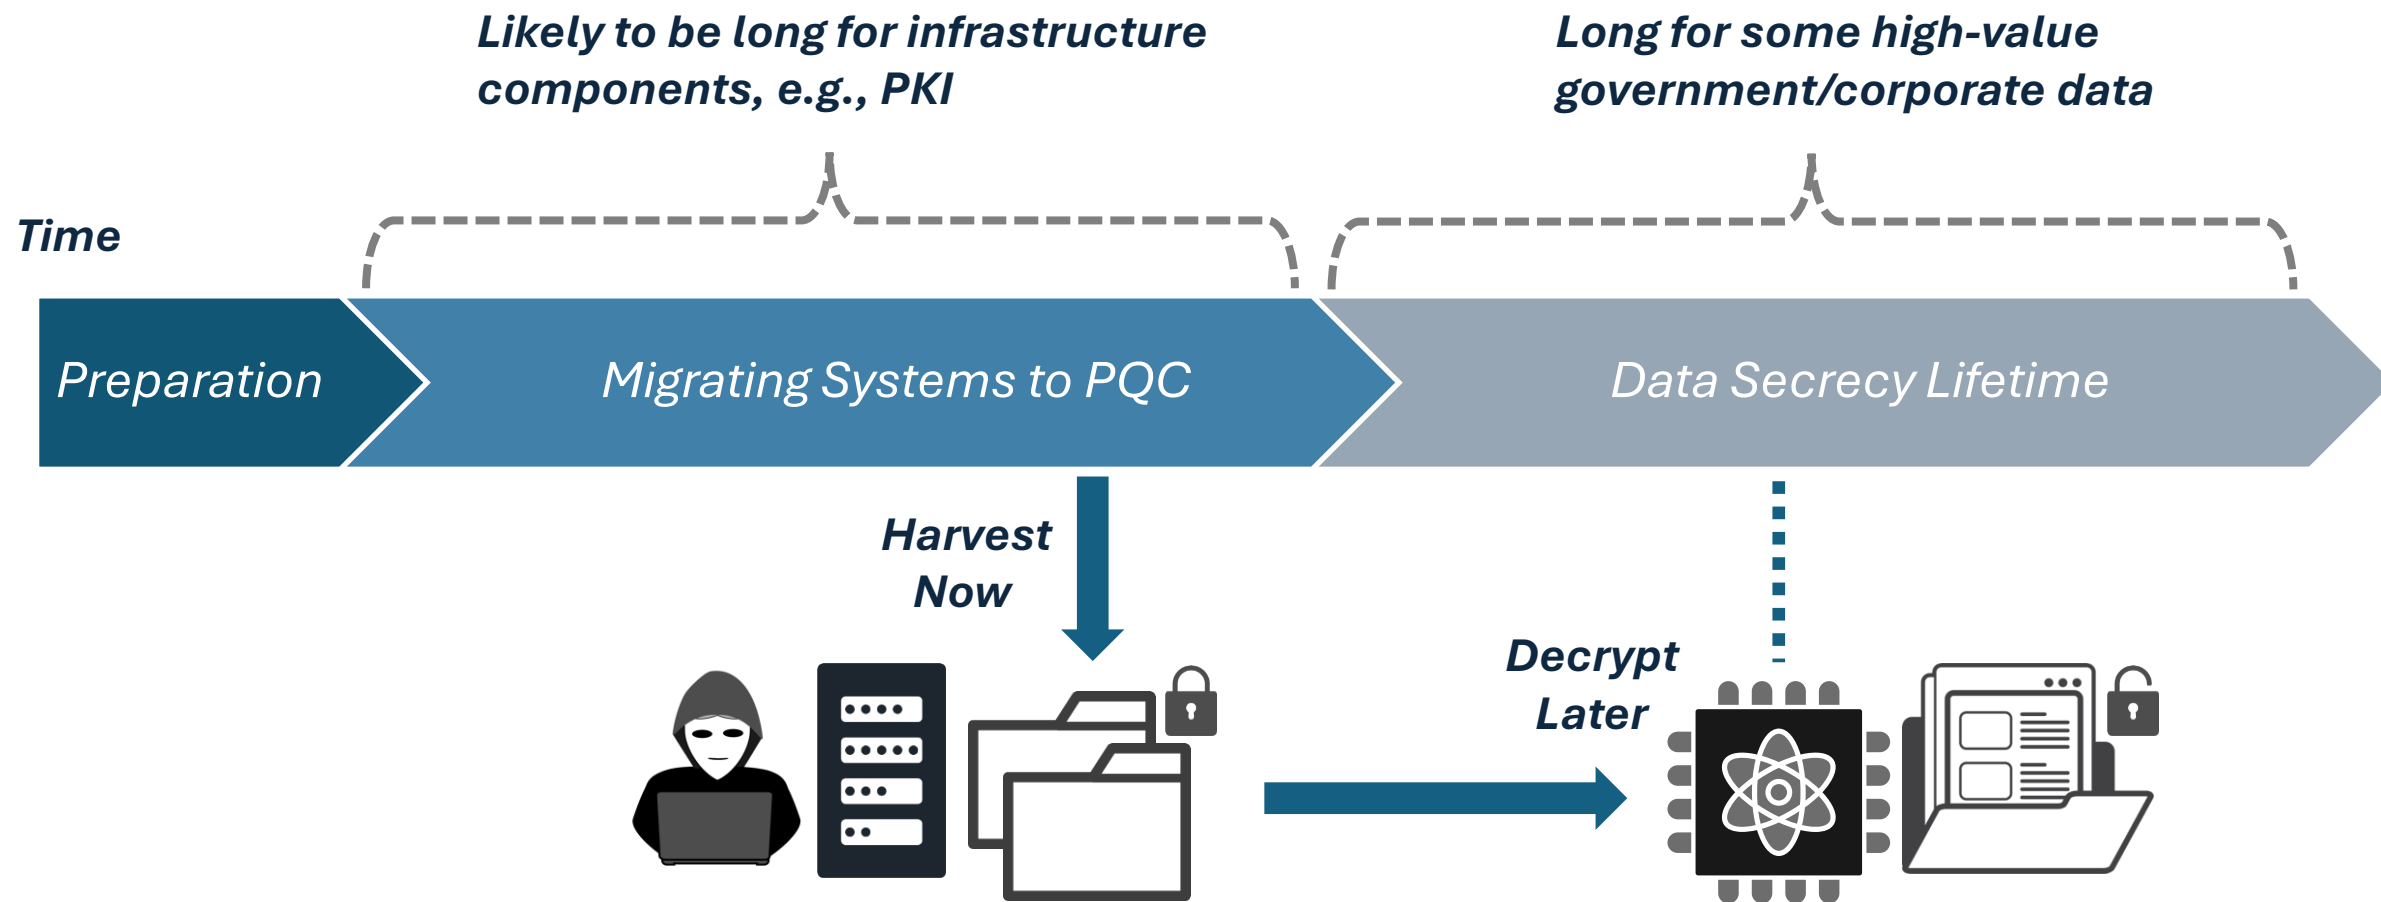 Likely to be long for infrastructure
components, e.g., PKI
Long for some high-value
government/corporate data
Time
Preparation
Migrating Systems to PQC
Data Secrecy Lifetime
Harvest
Now
Decrypt
Later